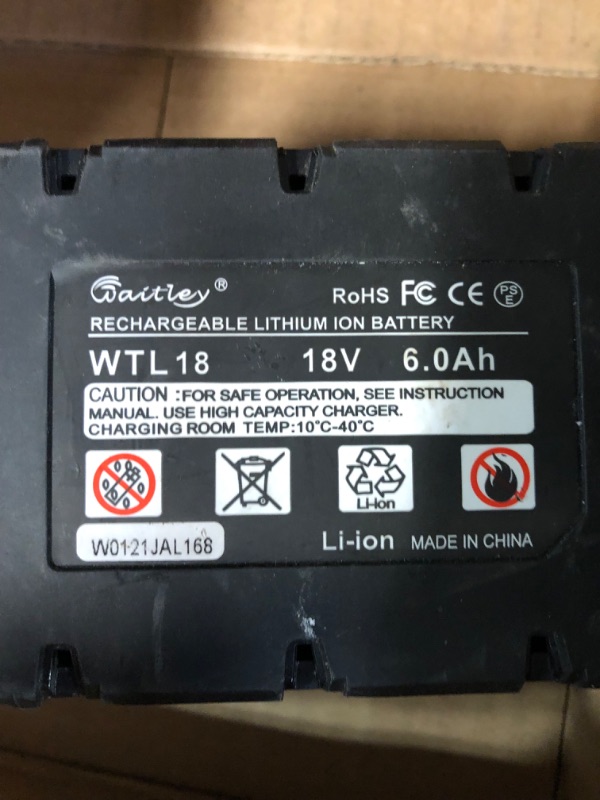 Waitley®
RoHS FC CE PSE
RECHARGEABLE LITHIUM ION BATTERY
WTL18 18V 6.0Ah
CAUTION :FOR SAFE OPERATION, SEE INSTRUCTION
MANUAL. USE HIGH CAPACITY CHARGER.
CHARGING ROOM TEMP:10°C-40°C
Li-Ion
W0121JAL168
Li-ion MADE IN CHINA